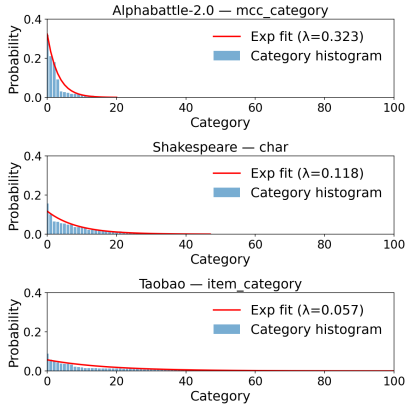 Alphabattle-2.0 — mcc_category
0.4
0.2
0.0
Probability
Exp fit (λ=0.323)
Category histogram
0 20 40 60 80 100
Category
Shakespeare — char
0.4
0.2
0.0
Probability
Exp fit (λ=0.118)
Category histogram
0 20 40 60 80 100
Category
Taobao — item_category
0.4
0.2
0.0
Probability
Exp fit (λ=0.057)
Category histogram
0 20 40 60 80 100
Category